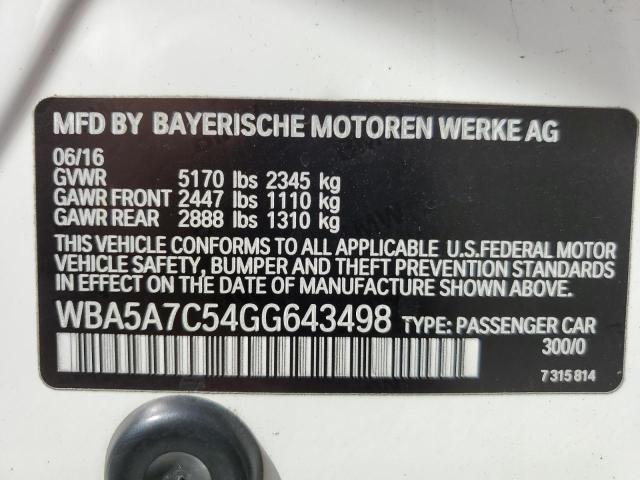 MFD BY BAYERISCHE MOTOREN WERKE AG
06/16
GVWR 5170 lbs 2345 kg
GAWR FRONT 2447 lbs 1110 kg
GAWR REAR 2888 lbs 1310 kg
THIS VEHICLE CONFORMS TO ALL APPLICABLE U.S.FEDERAL MOTOR
VEHICLE SAFETY, BUMPER AND THEFT PREVENTION STANDARDS
IN EFFECT ON THE DATE OF MANUFACTURE SHOWN ABOVE.
WBA5A7C54GG643498 TYPE: PASSENGER CAR
300/0
7 315 814